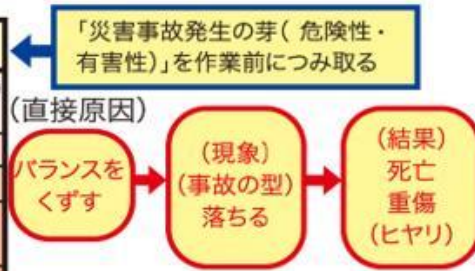 「災害事故発生の芽( 危険性・
有害性)」を作業前につみ取る
(直接原因)
バランスを
くずす
(現象)
(事故の型)
落ちる
(結果)
死亡
重傷
(ヒヤリ)